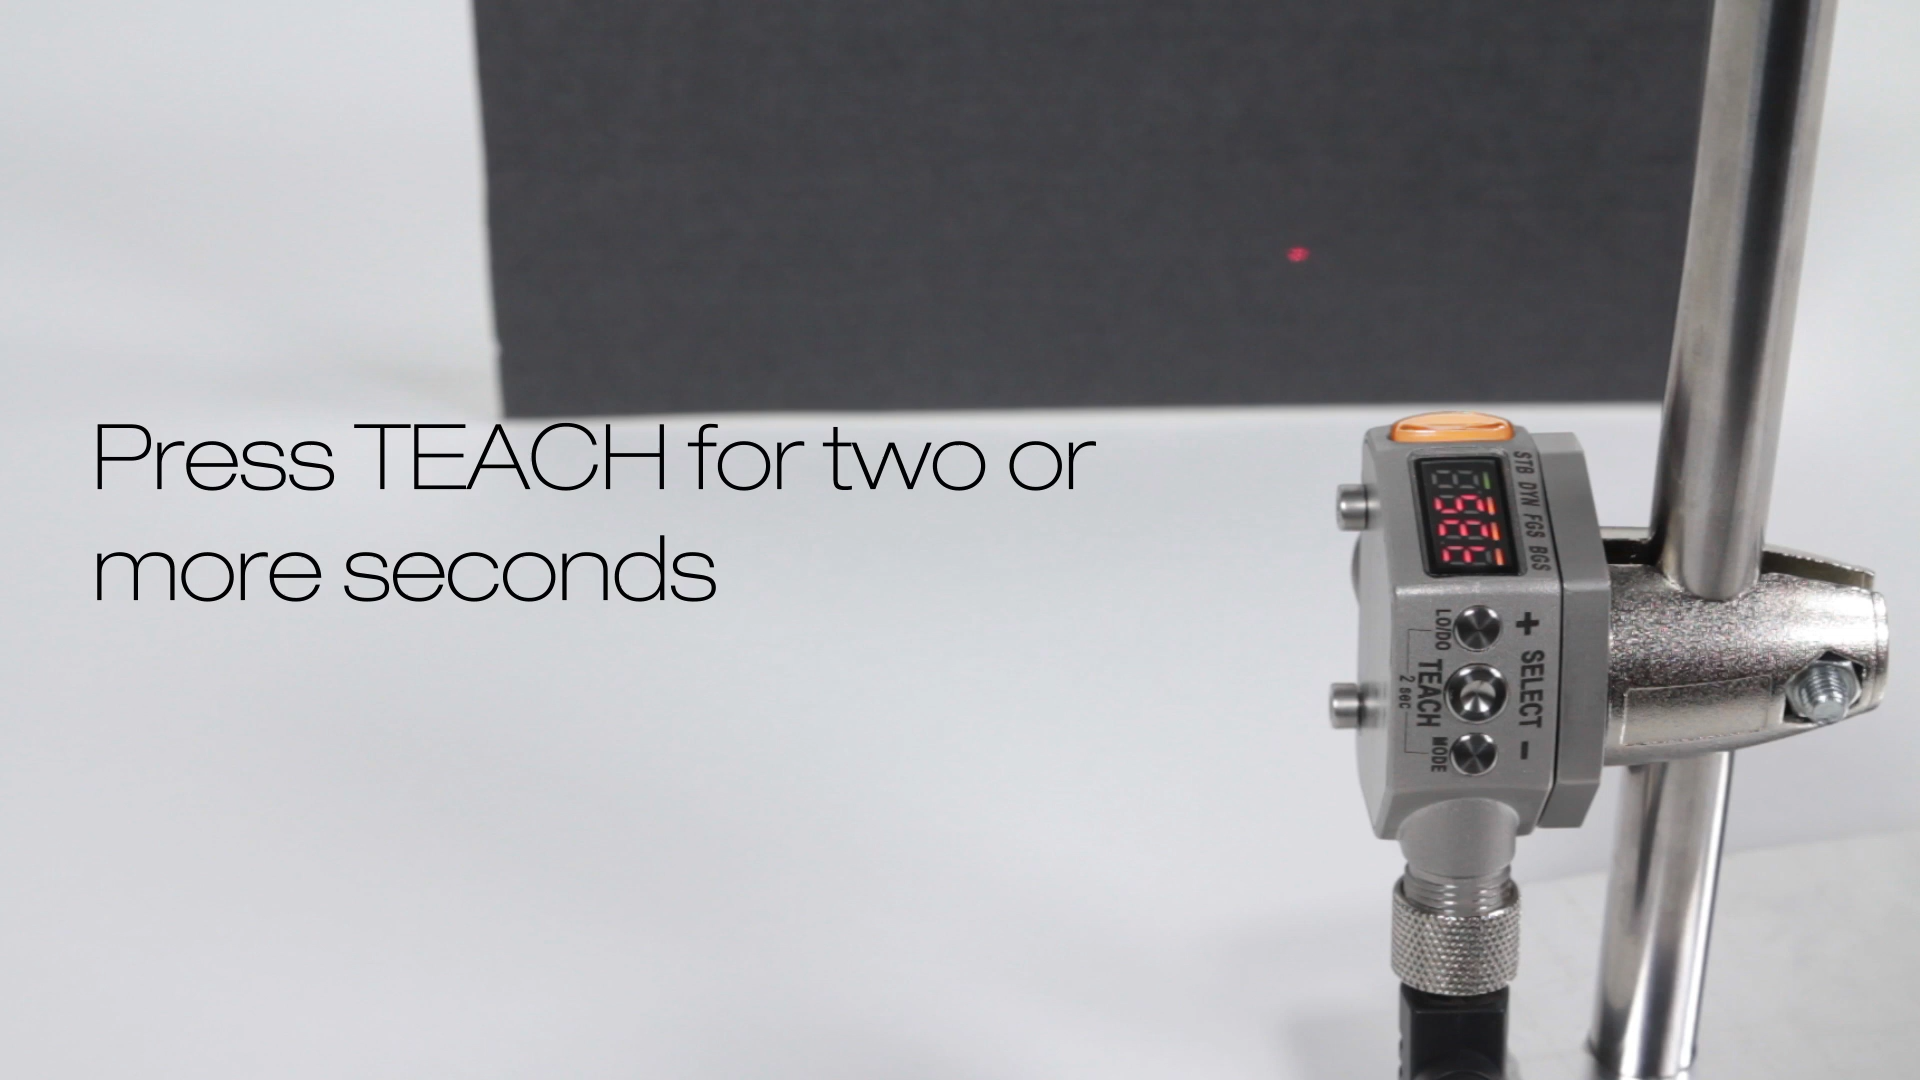 Press TEACH for two or
more seconds
STB DYN FGS BGS
+ SELECT -
LO/DO TEACH MODE
2 sec